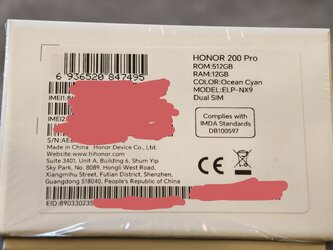 HONOR 200 Pro
ROM:512GB
RAM:12GB
COLOR:Ocean Cyan
MODEL:ELP-NX9
Dual SIM
6 936520 847495
IMEI1:8
IMEI2:
S/N:AE
Complies with
IMDA Standards
DB100597
Made in China Honor Device Co., Ltd.
Website:www.hihonor.com
Suite 3401, Unit A, Building 6, Shum Yip
Sky Park, No. 8089, Hongli West Road,
Xiangmihu Street, Futian District, Shenzhen,
Guangdong 518040, People's Republic of China
CE
EID:89033023